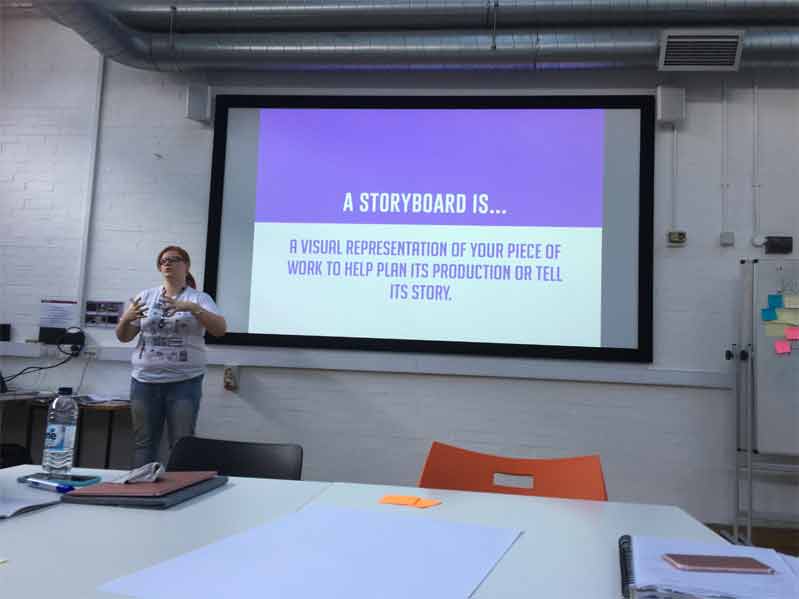 A STORYBOARD IS...
A VISUAL REPRESENTATION OF YOUR PIECE OF
WORK TO HELP PLAN ITS PRODUCTION OR TELL
ITS STORY.